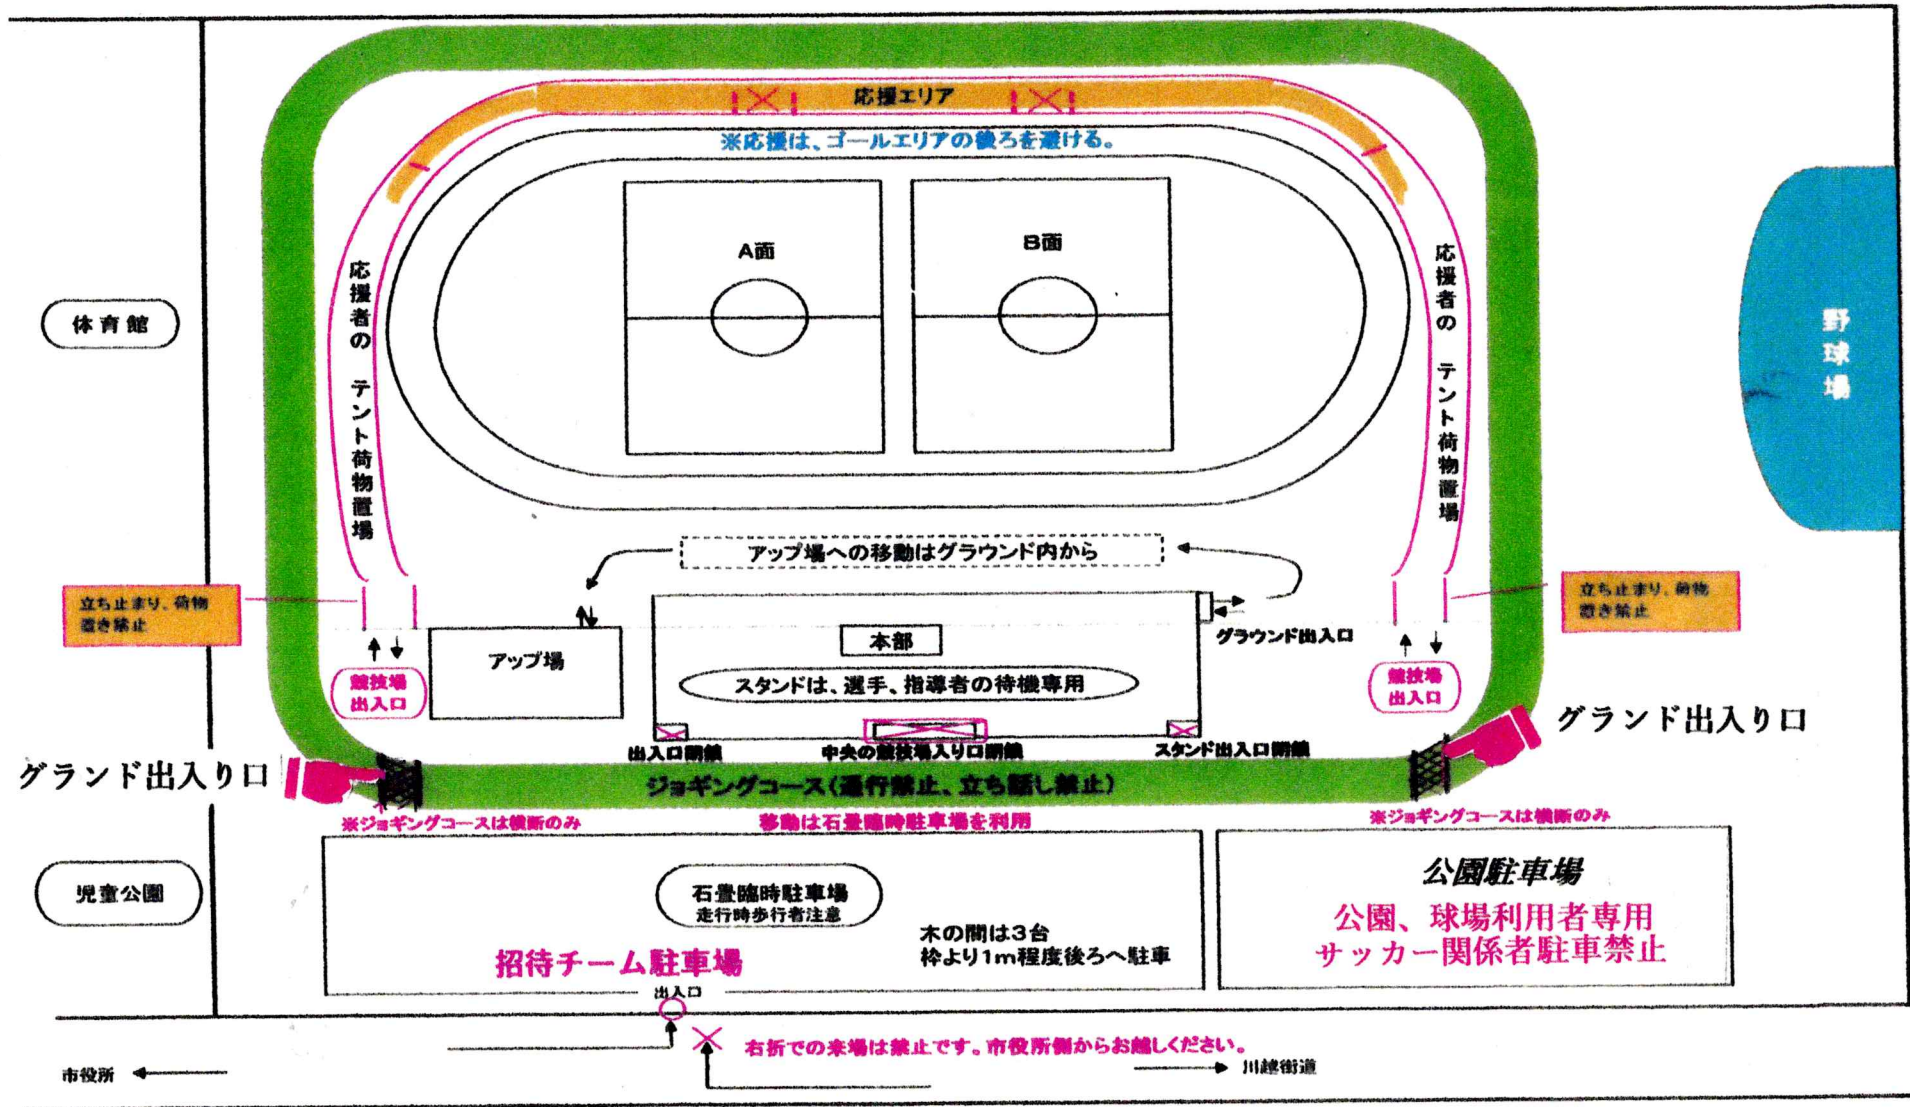 応援エリア
※応援は、ゴールエリアの後ろを避ける。
A面
B面
応援者の テント荷物置場
応援者の テント荷物置場
体育館
野球場
アップ場への移動はグラウンド内から
立ち止まり、荷物
置き禁止
立ち止まり、荷物
置き禁止
グラウンド出入口
本部
アップ場
スタンドは、選手、指導者の待機専用
競技場
出入口
競技場
出入口
グランド出入り口
出入口閉鎖
中央の競技場入り口閉鎖
スタンド出入口閉鎖
グランド出入り口
ジョギングコース(通行禁止、立ち話し禁止)
※ジョギングコースは横断のみ
移動は石畳臨時駐車場を利用
※ジョギングコースは横断のみ
児童公園
石畳臨時駐車場
走行時歩行者注意
木の間は3台
枠より1m程度後ろへ駐車
招待チーム駐車場
出入口
公園駐車場
公園、球場利用者専用
サッカー関係者駐車禁止
右折での来場は禁止です。市役所側からお越しください。
市役所
川越街道